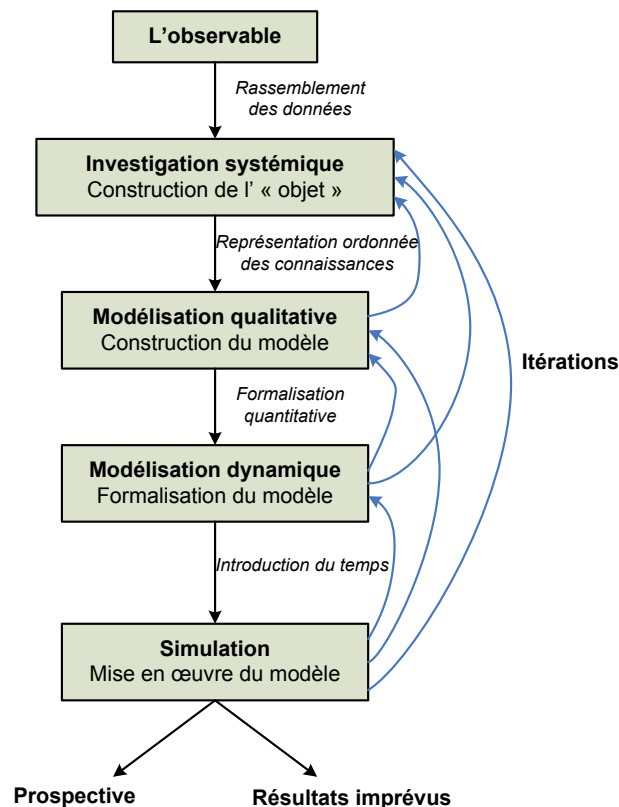 L’observable
Rassemblement
des données
Investigation systémique
Construction de l’ « objet »
Représentation ordonnée
des connaissances
Modélisation qualitative
Construction du modèle
Itérations
Formalisation
quantitative
Modélisation dynamique
Formalisation du modèle
Introduction du temps
Simulation
Mise en œuvre du modèle
Prospective
Résultats imprévus